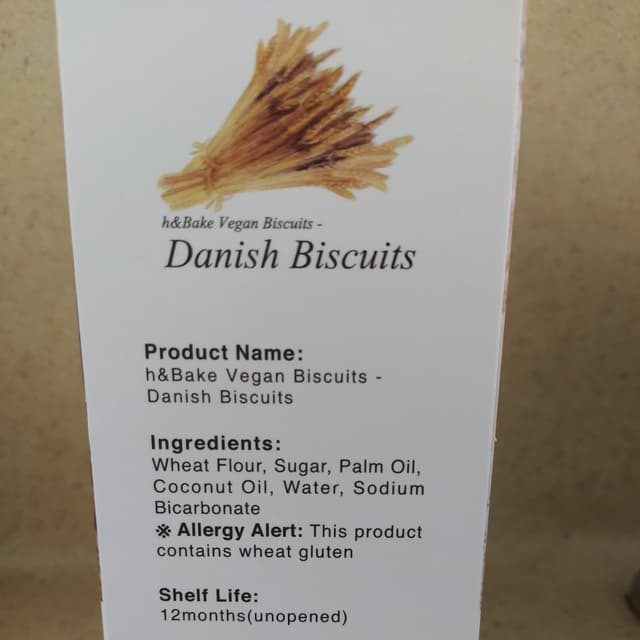 h&Bake Vegan Biscuits -
Danish Biscuits
Product Name:
h&Bake Vegan Biscuits -
Danish Biscuits
Ingredients:
Wheat Flour, Sugar, Palm Oil,
Coconut Oil, Water, Sodium
Bicarbonate
※ Allergy Alert: This product
contains wheat gluten
Shelf Life:
12months(unopened)